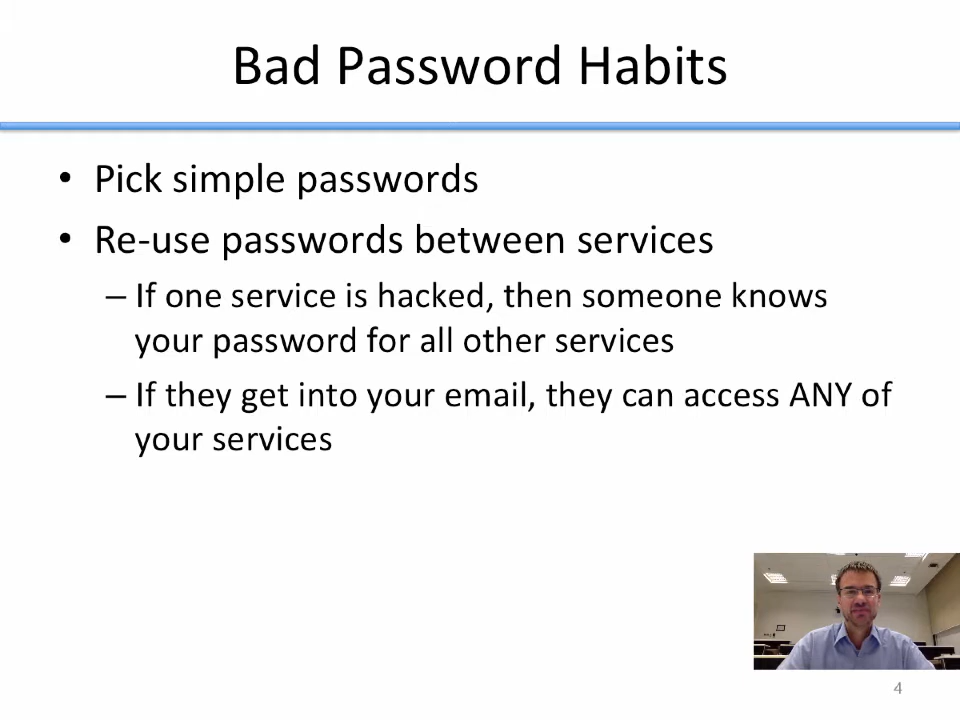 Bad Password Habits
• Pick simple passwords
• Re-use passwords between services
– If one service is hacked, then someone knows
your password for all other services
– If they get into your email, they can access ANY of
your services
4